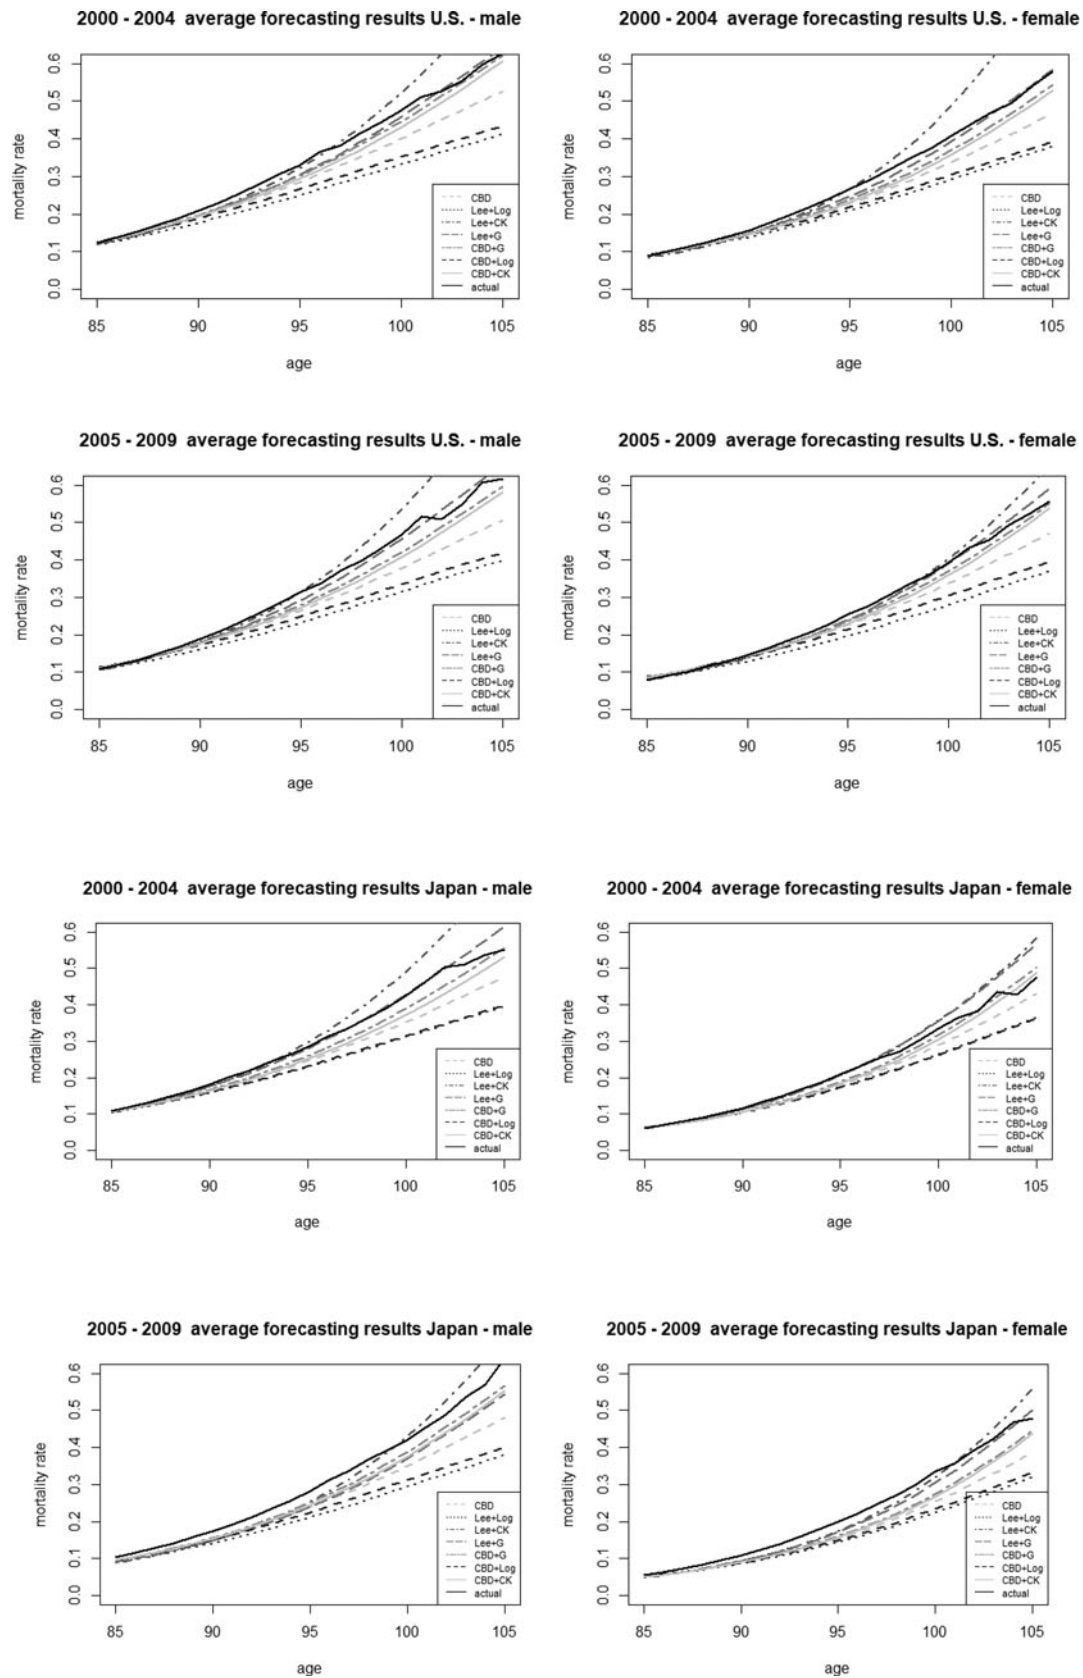 2000 - 2004 average forecasting results U.S. - male
mortality rate
0.0 0.1 0.2 0.3 0.4 0.5 0.6
CBD
Lee+Log
Lee+CK
Lee+G
CBD+G
CBD+Log
CBD+CK
actual
85 90 95 100 105
age
2000 - 2004 average forecasting results U.S. - female
mortality rate
0.0 0.1 0.2 0.3 0.4 0.5 0.6
CBD
Lee+Log
Lee+CK
Lee+G
CBD+G
CBD+Log
CBD+CK
actual
85 90 95 100 105
age
2005 - 2009 average forecasting results U.S. - male
mortality rate
0.0 0.1 0.2 0.3 0.4 0.5 0.6
CBD
Lee+Log
Lee+CK
Lee+G
CBD+G
CBD+Log
CBD+CK
actual
85 90 95 100 105
age
2005 - 2009 average forecasting results U.S. - female
mortality rate
0.0 0.1 0.2 0.3 0.4 0.5 0.6
CBD
Lee+Log
Lee+CK
Lee+G
CBD+G
CBD+Log
CBD+CK
actual
85 90 95 100 105
age
2000 - 2004 average forecasting results Japan - male
mortality rate
0.0 0.1 0.2 0.3 0.4 0.5 0.6
CBD
Lee+Log
Lee+CK
Lee+G
CBD+G
CBD+Log
CBD+CK
actual
85 90 95 100 105
age
2000 - 2004 average forecasting results Japan - female
mortality rate
0.0 0.1 0.2 0.3 0.4 0.5 0.6
CBD
Lee+Log
Lee+CK
Lee+G
CBD+G
CBD+Log
CBD+CK
actual
85 90 95 100 105
age
2005 - 2009 average forecasting results Japan - male
mortality rate
0.0 0.1 0.2 0.3 0.4 0.5 0.6
CBD
Lee+Log
Lee+CK
Lee+G
CBD+G
CBD+Log
CBD+CK
actual
85 90 95 100 105
age
2005 - 2009 average forecasting results Japan - female
mortality rate
0.0 0.1 0.2 0.3 0.4 0.5 0.6
CBD
Lee+Log
Lee+CK
Lee+G
CBD+G
CBD+Log
CBD+CK
actual
85 90 95 100 105
age